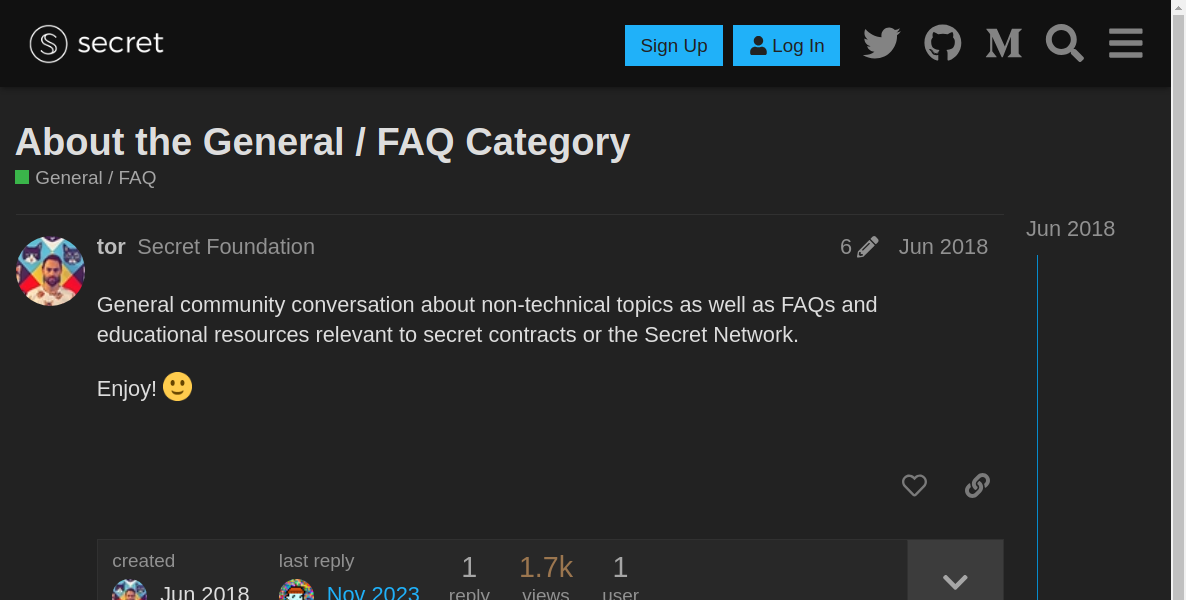 secret
Sign Up
Log In
About the General / FAQ Category
General / FAQ
Jun 2018
tor Secret Foundation
6
Jun 2018
General community conversation about non-technical topics as well as FAQs and
educational resources relevant to secret contracts or the Secret Network.
Enjoy!
created
last reply
1
1.7k
1
Jun 2018
Nov 2023
reply
views
user